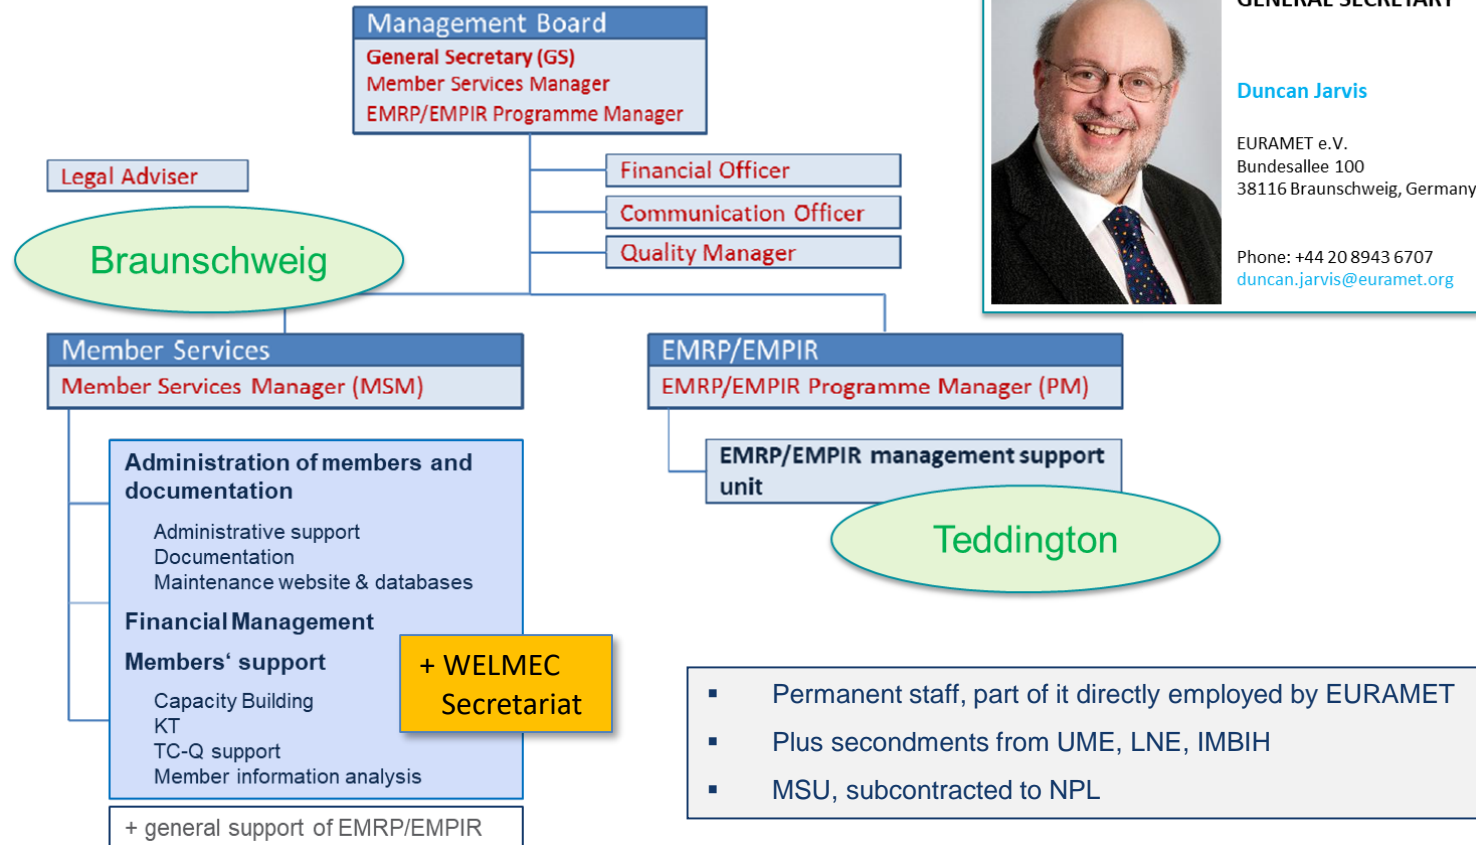 Management Board
General Secretary (GS)
Member Services Manager
EMRP/EMPIR Programme Manager
Legal Adviser
Financial Officer
Communication Officer
Quality Manager
Braunschweig
GENERAL SECRETARY
Duncan Jarvis
EURAMET e.V.
Bundesallee 100
38116 Braunschweig, Germany
Phone: +44 20 8943 6707
duncan.jarvis@euramet.org
Member Services
Member Services Manager (MSM)
Administration of members and
documentation
Administrative support
Documentation
Maintenance website & databases
Financial Management
Members‘ support
Capacity Building
KT
TC-Q support
Member information analysis
+ general support of EMRP/EMPIR
+ WELMEC
Secretariat
EMRP/EMPIR
EMRP/EMPIR Programme Manager (PM)
EMRP/EMPIR management support
unit
Teddington
▪ Permanent staff, part of it directly employed by EURAMET
▪ Plus secondments from UME, LNE, IMBIH
▪ MSU, subcontracted to NPL